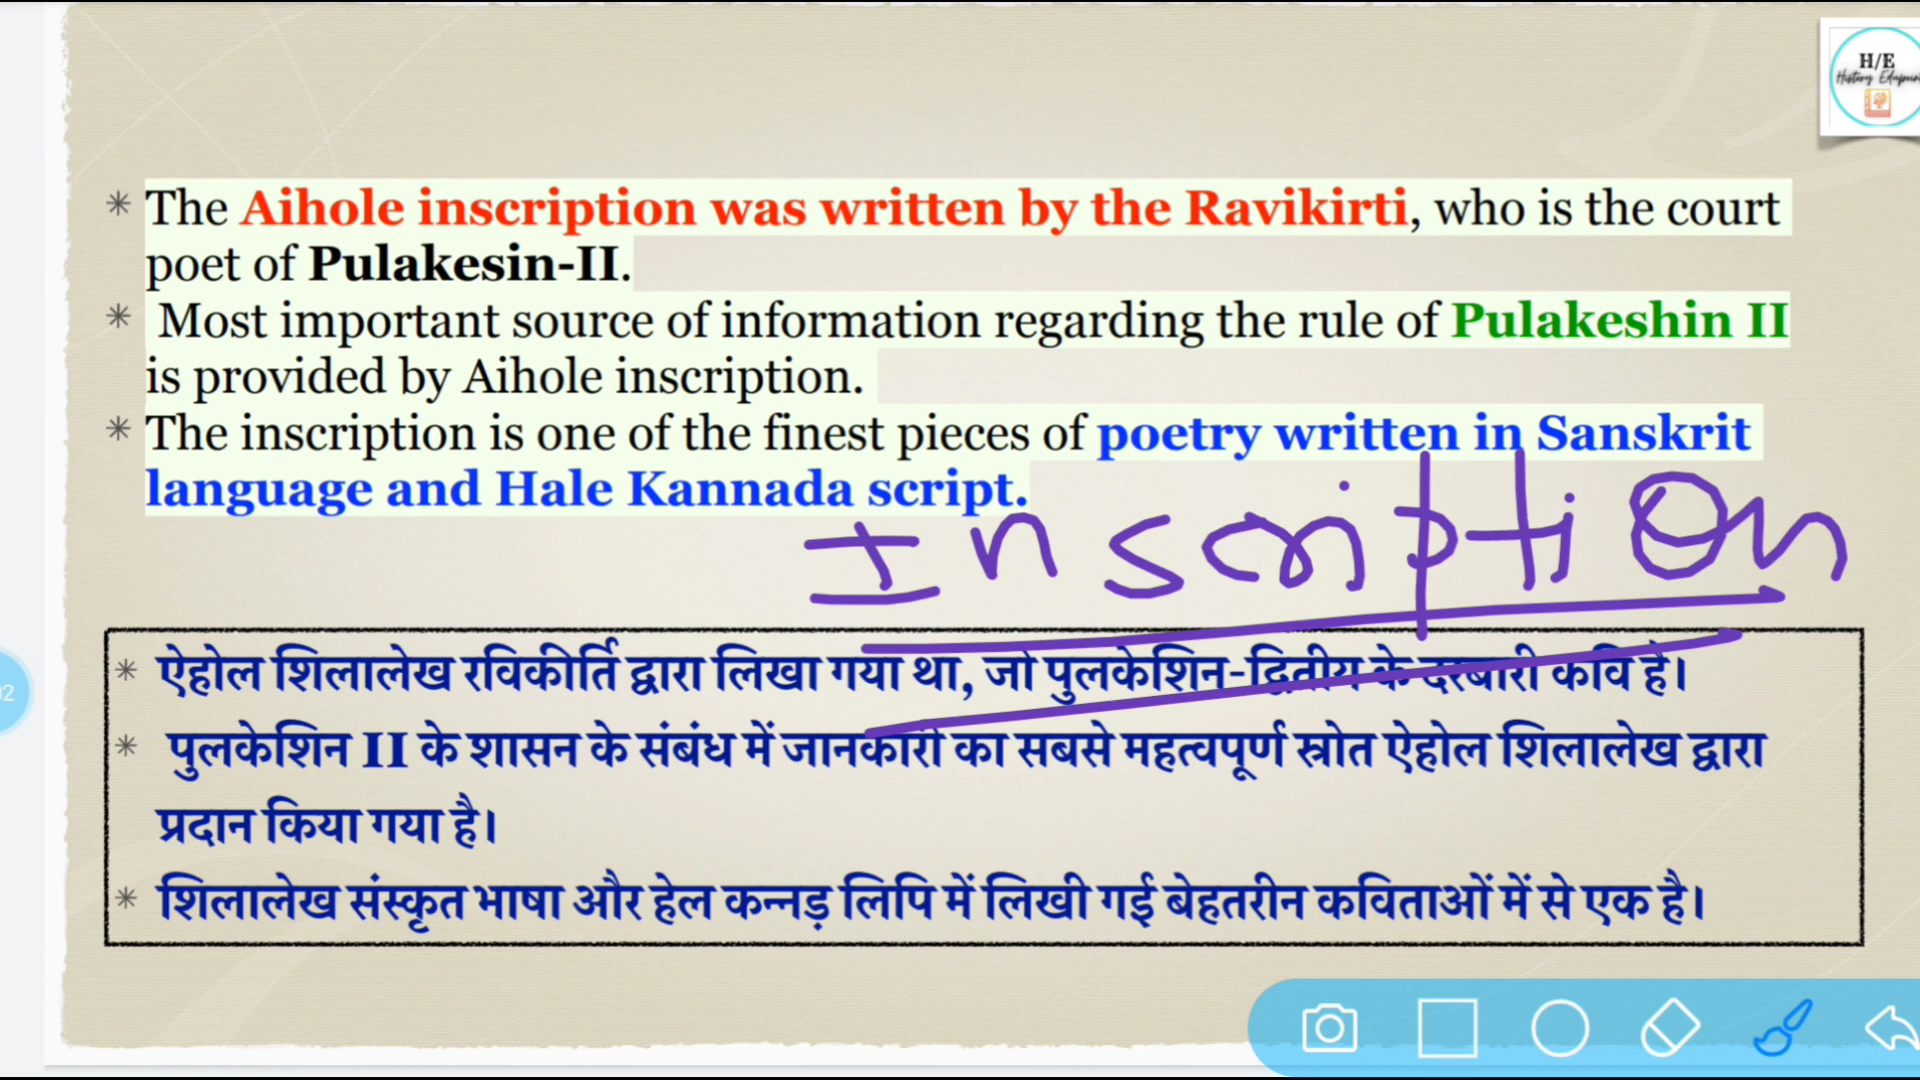 H/E
The Aihole inscription was written by the Ravikirti, who is the court
poet of Pulakesin-II.
Most important source of information regarding the rule of Pulakeshin II
is provided by Aihole inscription.
The inscription is one of the finest pieces of poetry written in Sanskrit
language and Hale Kannada script.
Inscription
ऐहोल शिलालेख रविकीर्ति द्वारा लिखा गया था, जो पुलकेशिन-द्वितीय के दरबारी कवि है।
पुलकेशिन II के शासन के संबंध में जानकारी का सबसे महत्वपूर्ण स्रोत ऐहोल शिलालेख द्वारा
प्रदान किया गया है।
शिलालेख संस्कृत भाषा और हेल कन्नड़ लिपि में लिखी गई बेहतरीन कविताओं में से एक है।